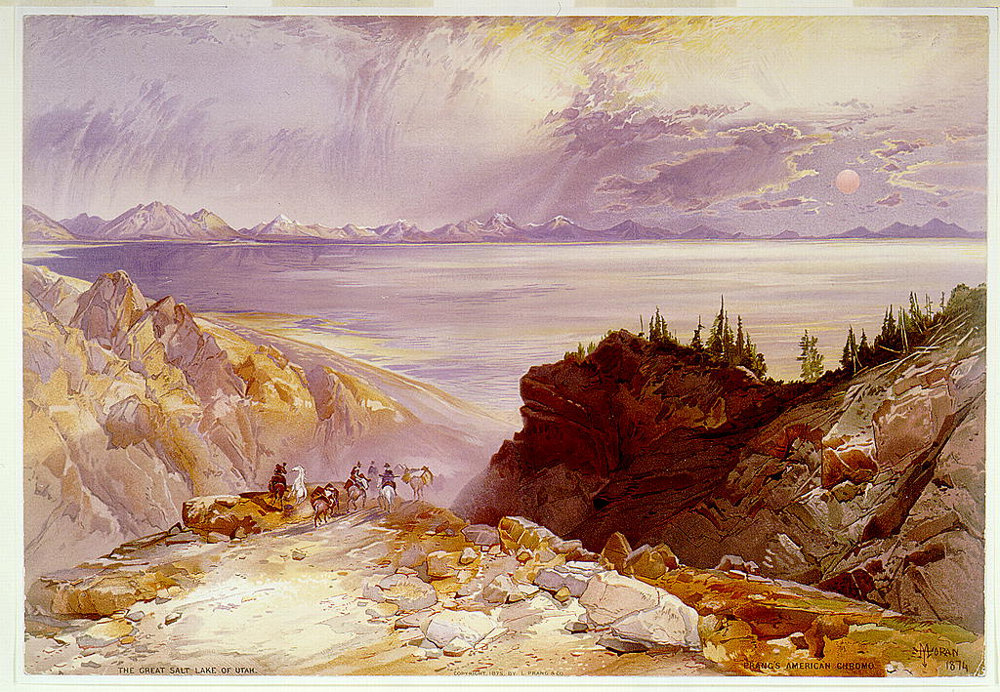 THE GREAT SALT LAKE OF UTAH.
COPYRIGHT, 1875, BY L. PRANG & CO.
PRANG'S AMERICAN CHROMO.
TMORAN
1874